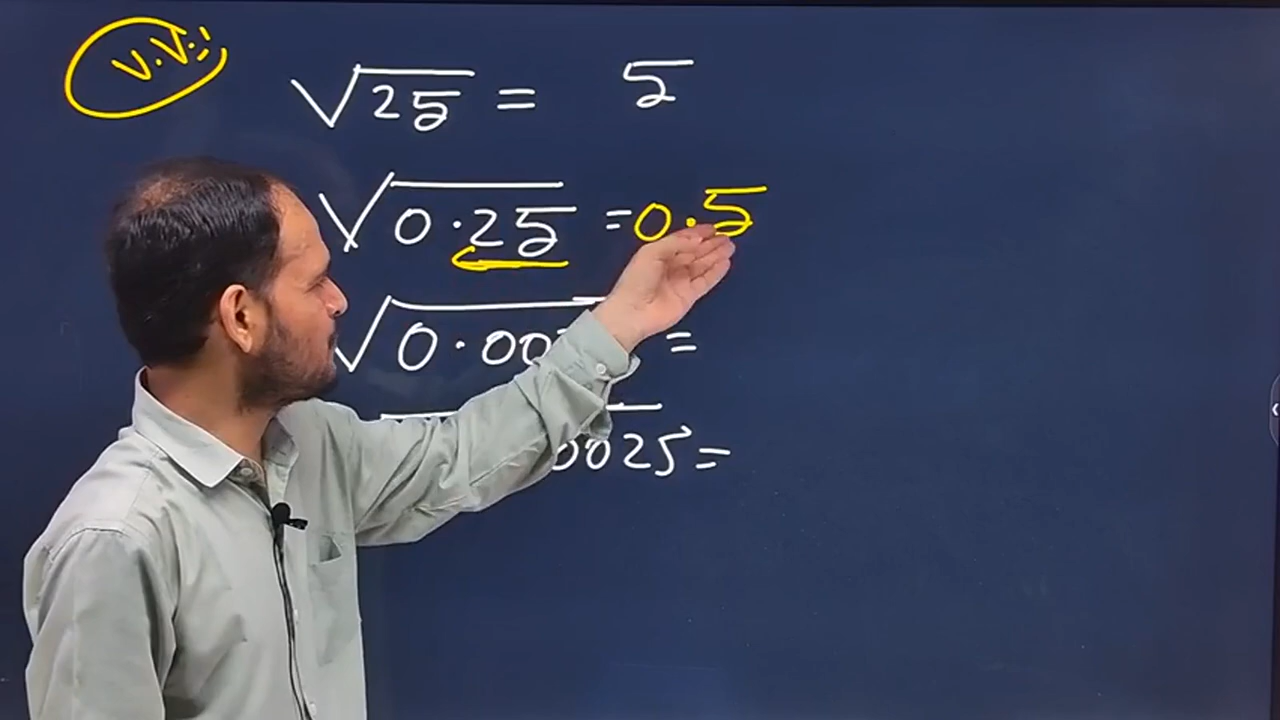 V.V.:
√25 = 5
√0.25 = 0.5
√0.00 =
0025 =